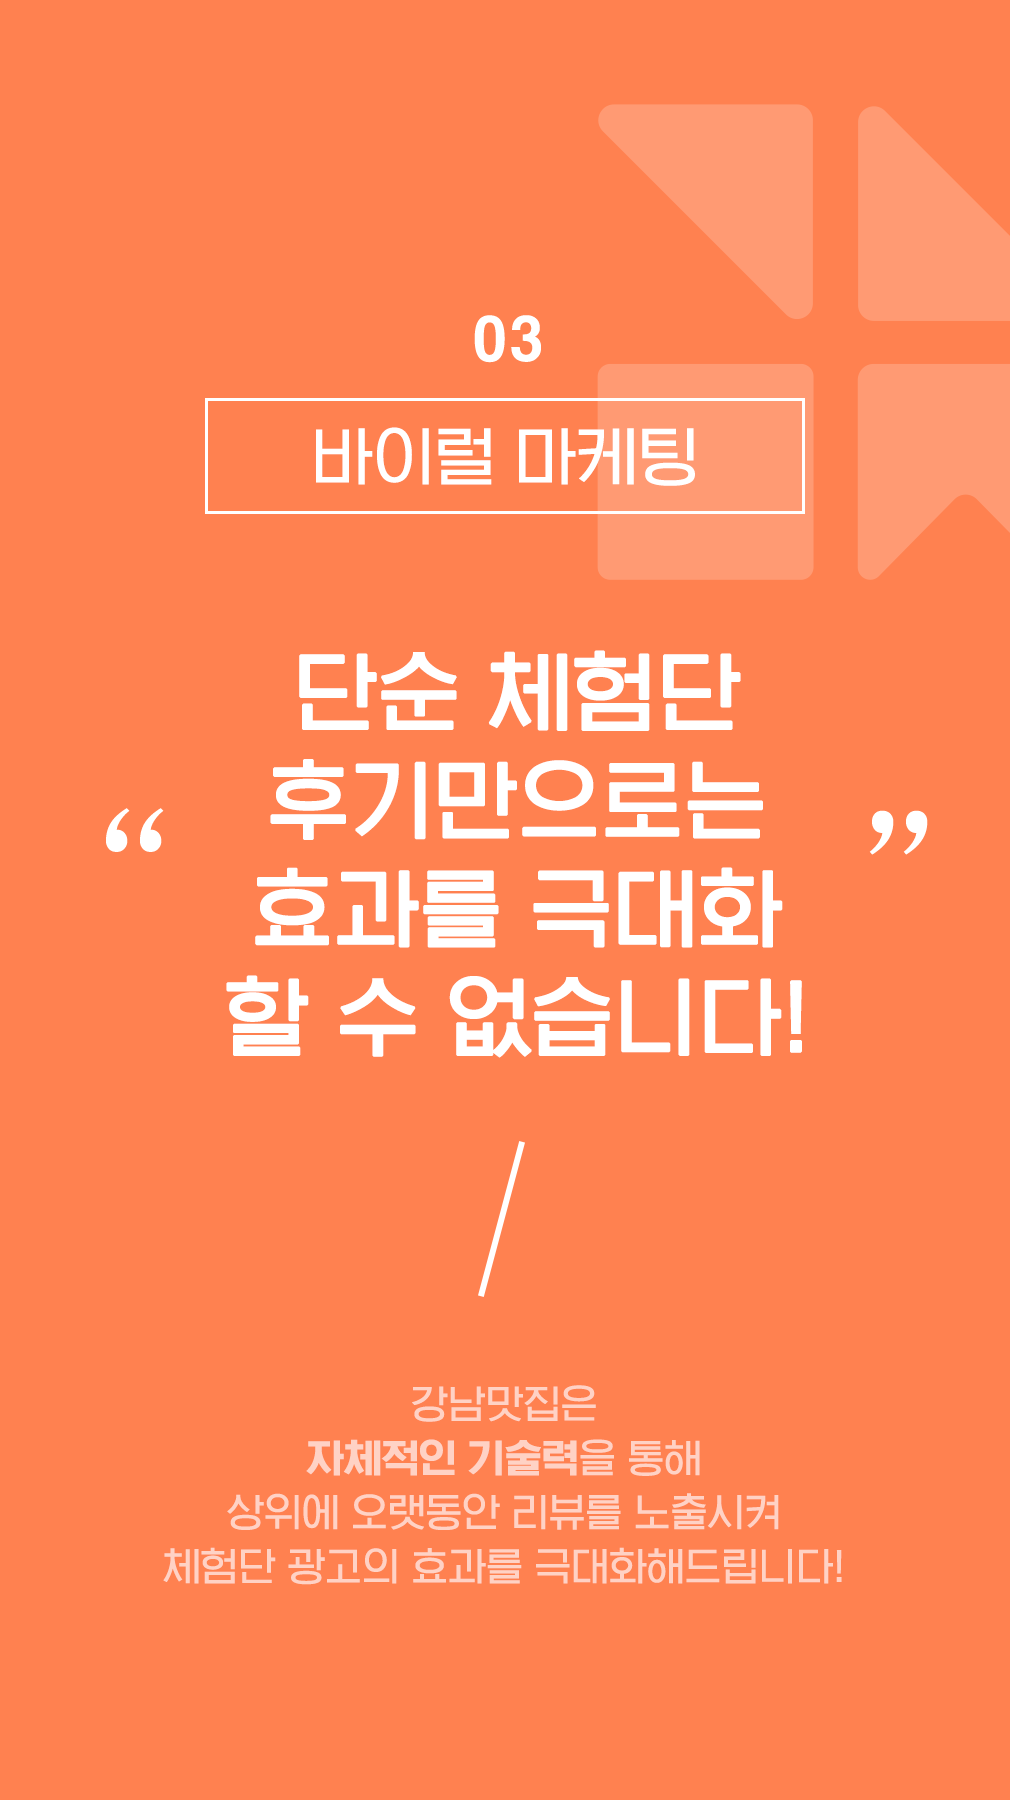 03
바이럴 마케팅
단순 체험단
“ 후기만으로는 ”
효과를 극대화
할 수 없습니다!
강남맛집은
자체적인 기술력을 통해
상위에 오랫동안 리뷰를 노출시켜
체험단 광고의 효과를 극대화해드립니다!